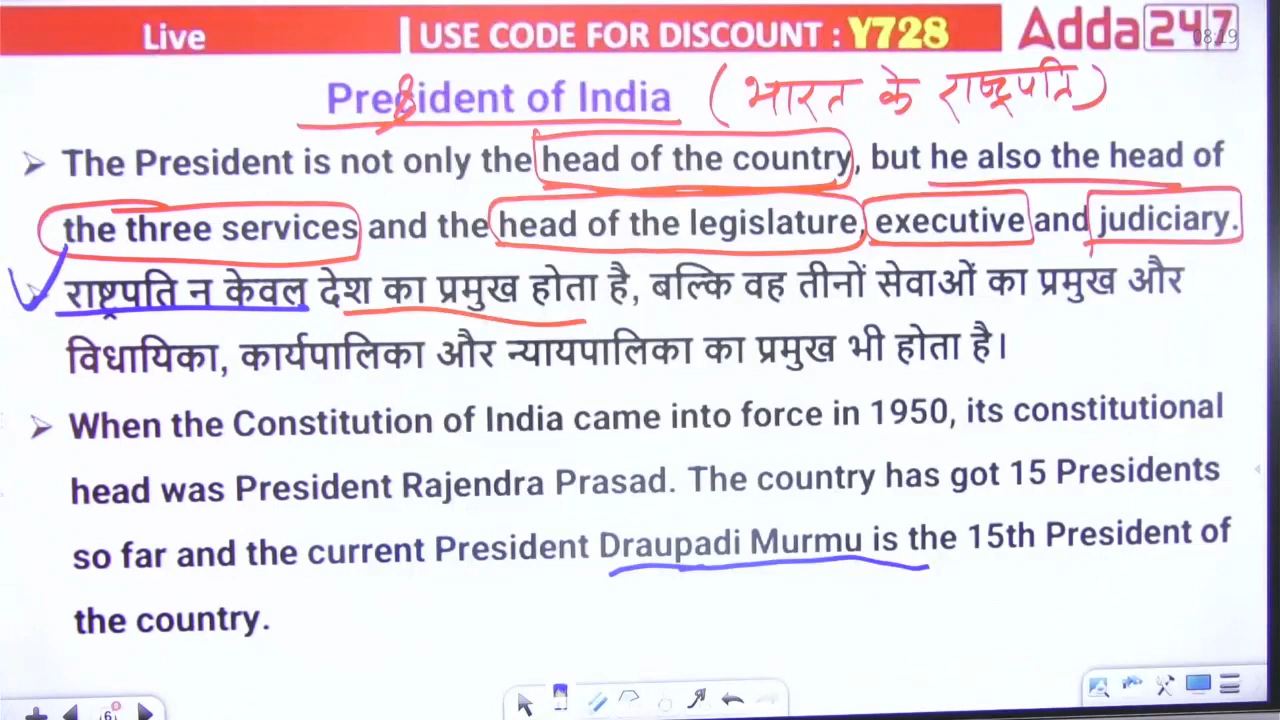 Live
USE CODE FOR DISCOUNT : Y728
Adda247
08:19
President of India (भारत के राष्ट्रपति)
➢ The President is not only the head of the country, but he also the head of
the three services and the head of the legislature, executive and judiciary.
➢ राष्ट्रपति न केवल देश का प्रमुख होता है, बल्कि वह तीनों सेवाओं का प्रमुख और
विधायिका, कार्यपालिका और न्यायपालिका का प्रमुख भी होता है।
➢ When the Constitution of India came into force in 1950, its constitutional
head was President Rajendra Prasad. The country has got 15 Presidents
so far and the current President Draupadi Murmu is the 15th President of
the country.